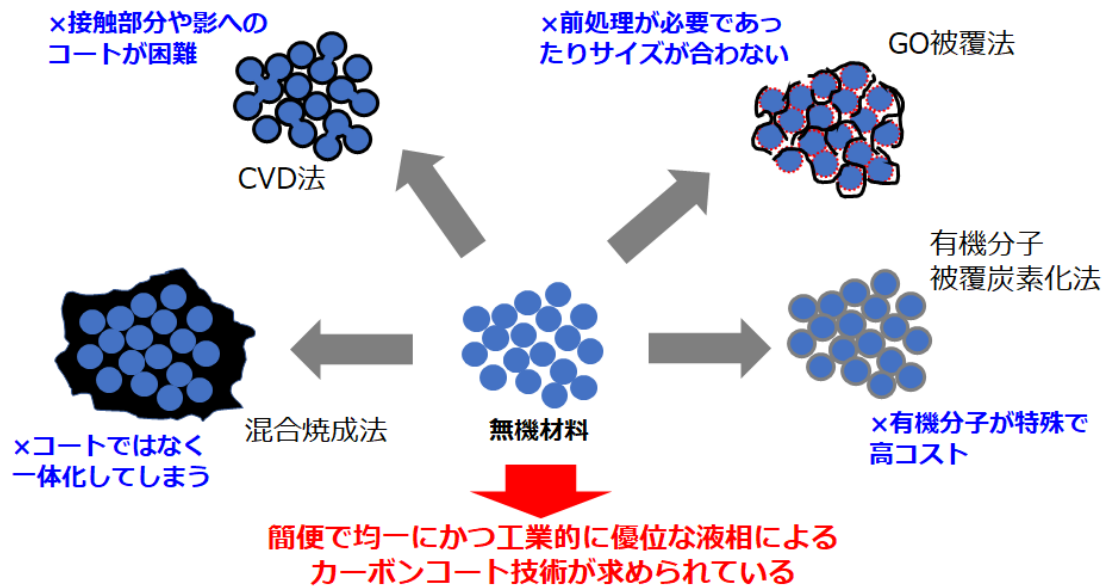 ×接触部分や影への
コートが困難
CVD法
×前処理が必要であっ
たりサイズが合わない
GO被覆法
有機分子
被覆炭素化法
×有機分子が特殊で
高コスト
混合焼成法
×コートではなく
一体化してしまう
無機材料
簡便で均一にかつ工業的に優位な液相による
カーボンコート技術が求められている